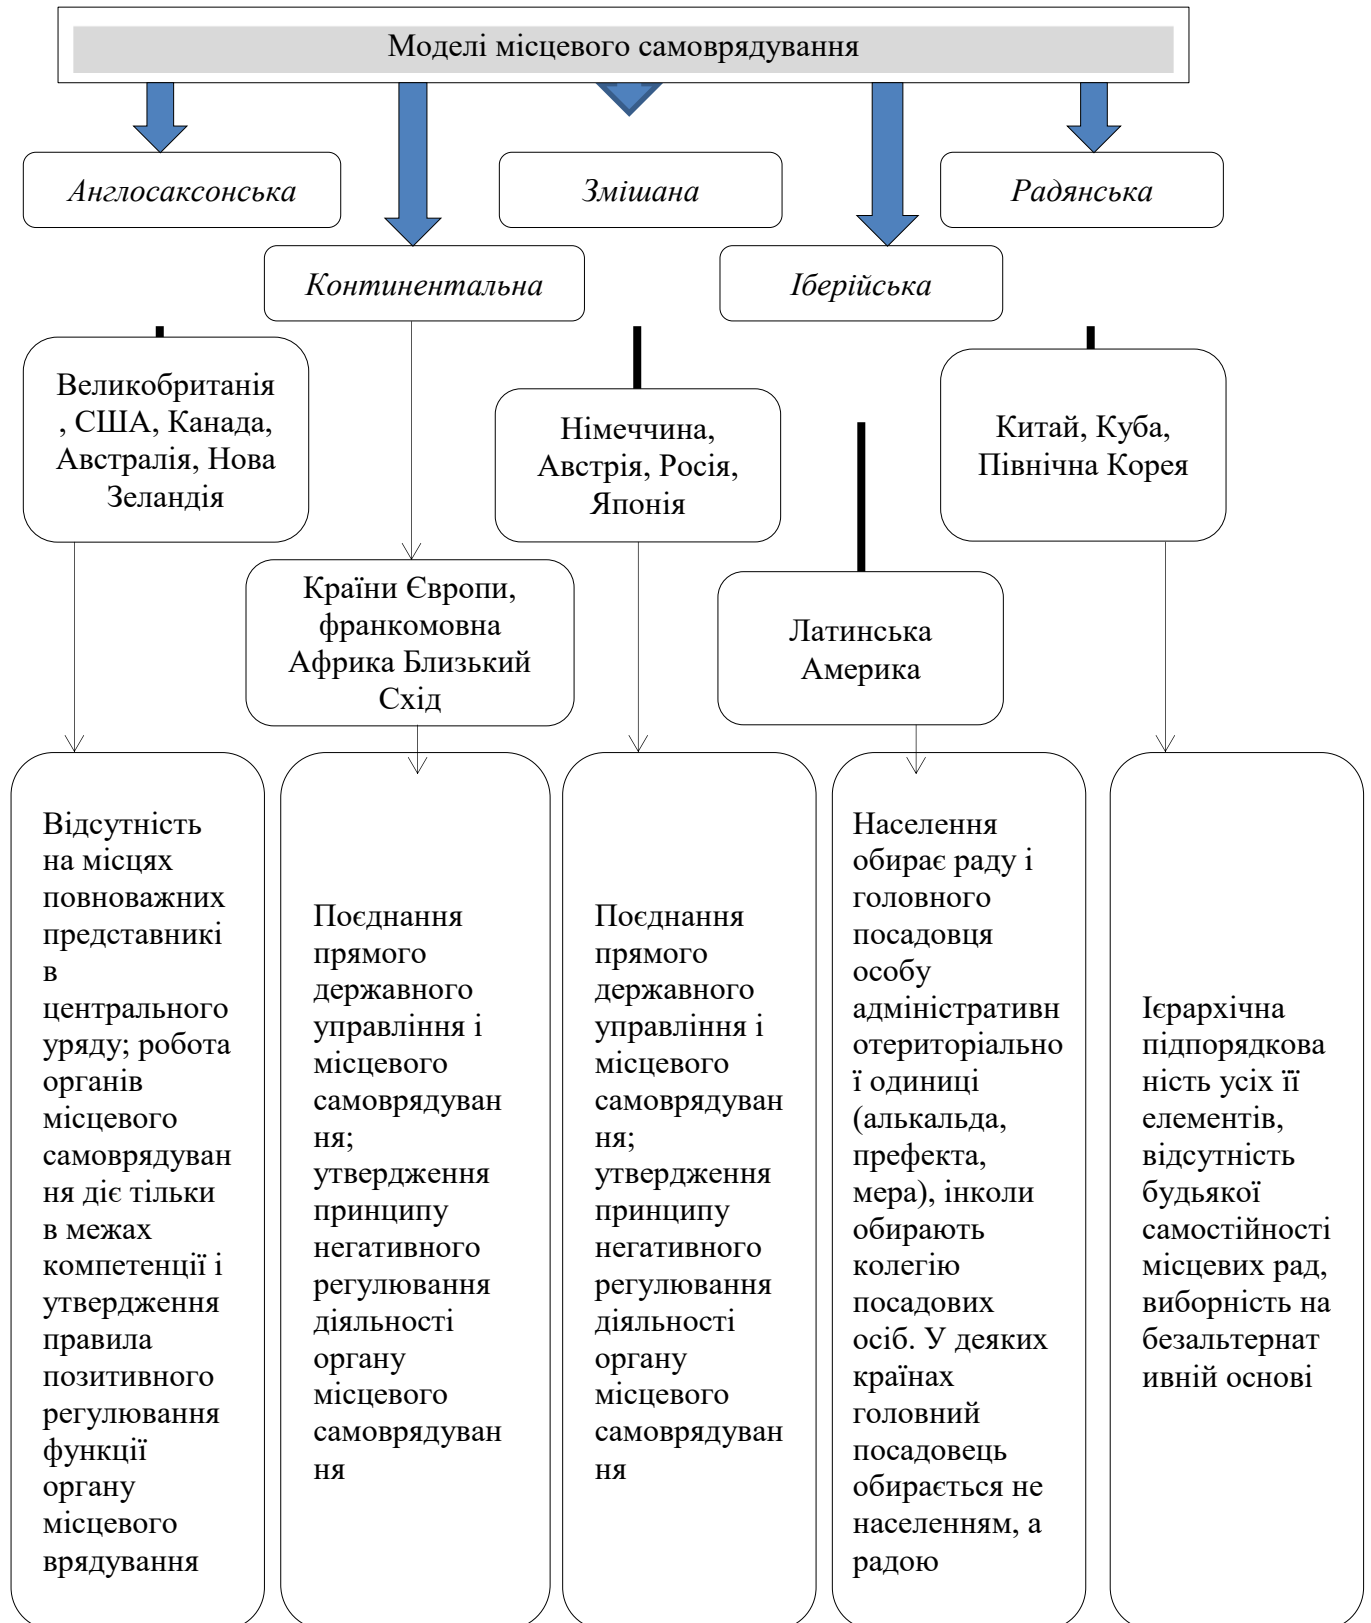 Моделі місцевого самоврядування
Англосаксонська
Змішана
Радянська
Континентальна
Іберійська
Великобританія
, США, Канада,
Австралія, Нова
Зеландія
Німеччина,
Австрія, Росія,
Японія
Китай, Куба,
Північна Корея
Країни Європи,
франкомовна
Африка Близький
Схід
Латинська
Америка
Відсутність
на місцях
повноважних
представникі
в
центрального
уряду; робота
органів
місцевого
самоврядуван
ня діє тільки
в межах
компетенції і
утвердження
правила
позитивного
регулювання
функції
органу
місцевого
врядування
Поєднання
прямого
державного
управління і
місцевого
самоврядуван
ня;
утвердження
принципу
негативного
регулювання
діяльності
органу
місцевого
самоврядуван
ня
Поєднання
прямого
державного
управління і
місцевого
самоврядуван
ня;
утвердження
принципу
негативного
регулювання
діяльності
органу
місцевого
самоврядуван
ня
Населення
обирає раду і
головного
посадовця
особу
адміністративн
отериторіально
ї одиниці
(алькальда,
префекта,
мера), інколи
обирають
колегію
посадових
осіб. У деяких
країнах
головний
посадовець
обирається не
населенням, а
радою
Ієрархічна
підпорядкова
ність усіх її
елементів,
відсутність
будьякої
самостійності
місцевих рад,
виборність на
безальтернат
ивній основі